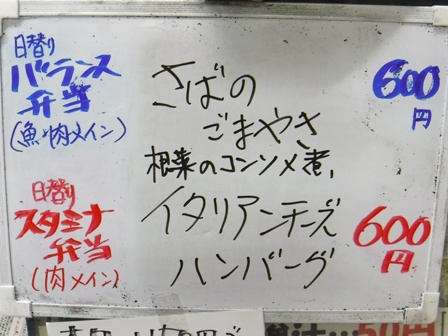 日替り
バランス
弁当
(魚・肉メイン)
さばの
ごまやき
根菜のコンソメ煮
600
円
日替り
スタミナ
弁当
(肉メイン)
イタリアンチーズ
ハンバーグ
600
円